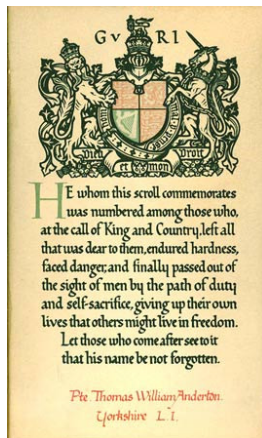 G V R I
Dieu et mon Droit
HE whom this scroll commemorates
was numbered among those who,
at the call of King and Country, left all
that was dear to them, endured hardness,
faced danger, and finally passed out of
the sight of men by the path of duty
and self-sacrifice, giving up their own
lives that others might live in freedom.
Let those who come after see to it
that his name be not forgotten.
Pte Thomas William Anderton.
Yorkshire L. I.